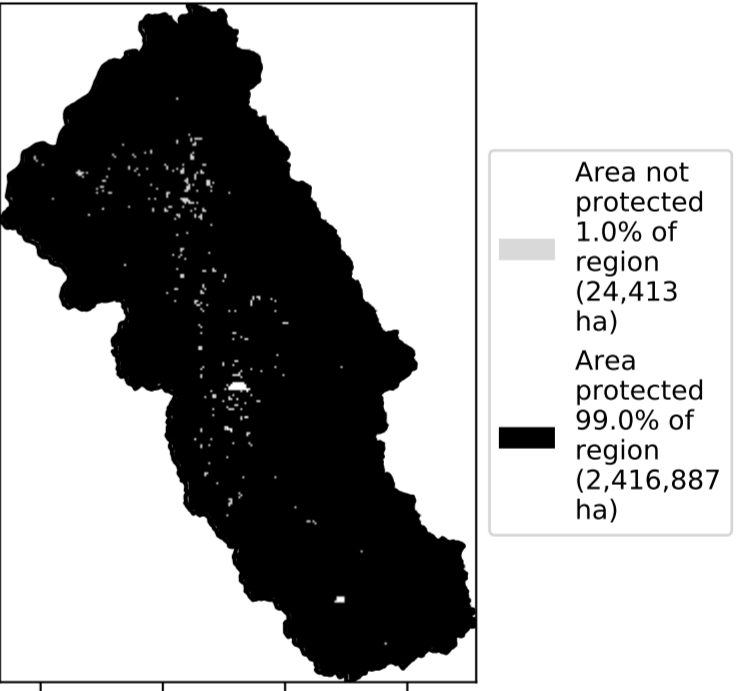 Area not
protected
1.0% of
region
(24,413
ha)
Area
protected
99.0% of
region
(2,416,887
ha)